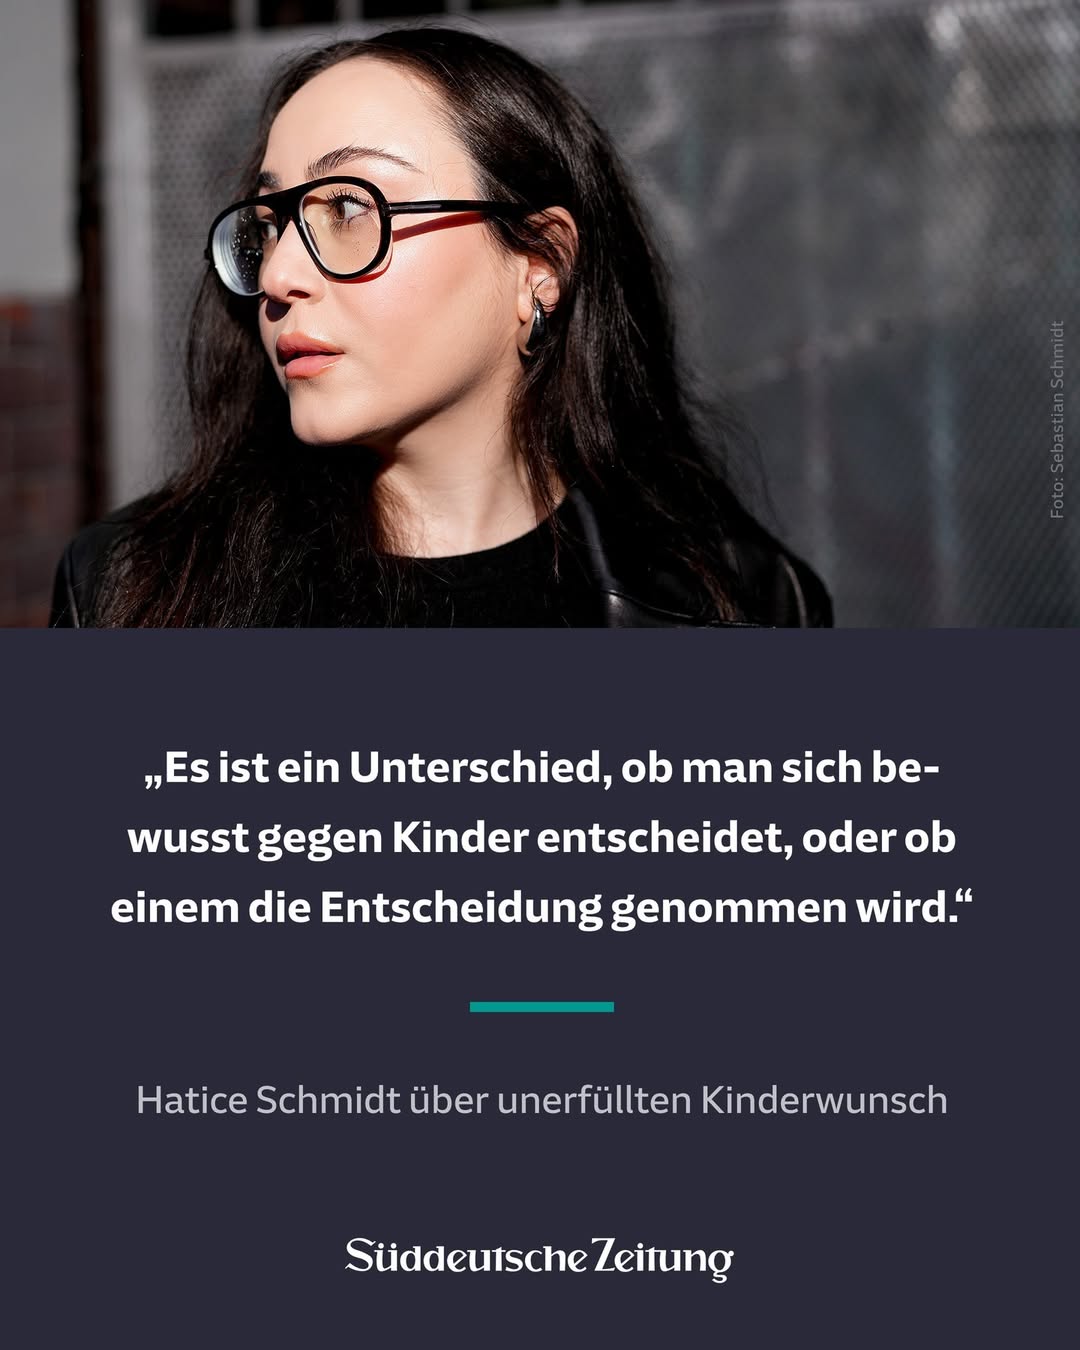 Foto: Sebastian Schmidt
„Es ist ein Unterschied, ob man sich be-
wusst gegen Kinder entscheidet, oder ob
einem die Entscheidung genommen wird.“
Hatice Schmidt über unerfüllten Kinderwunsch
Süddeutsche Zeitung